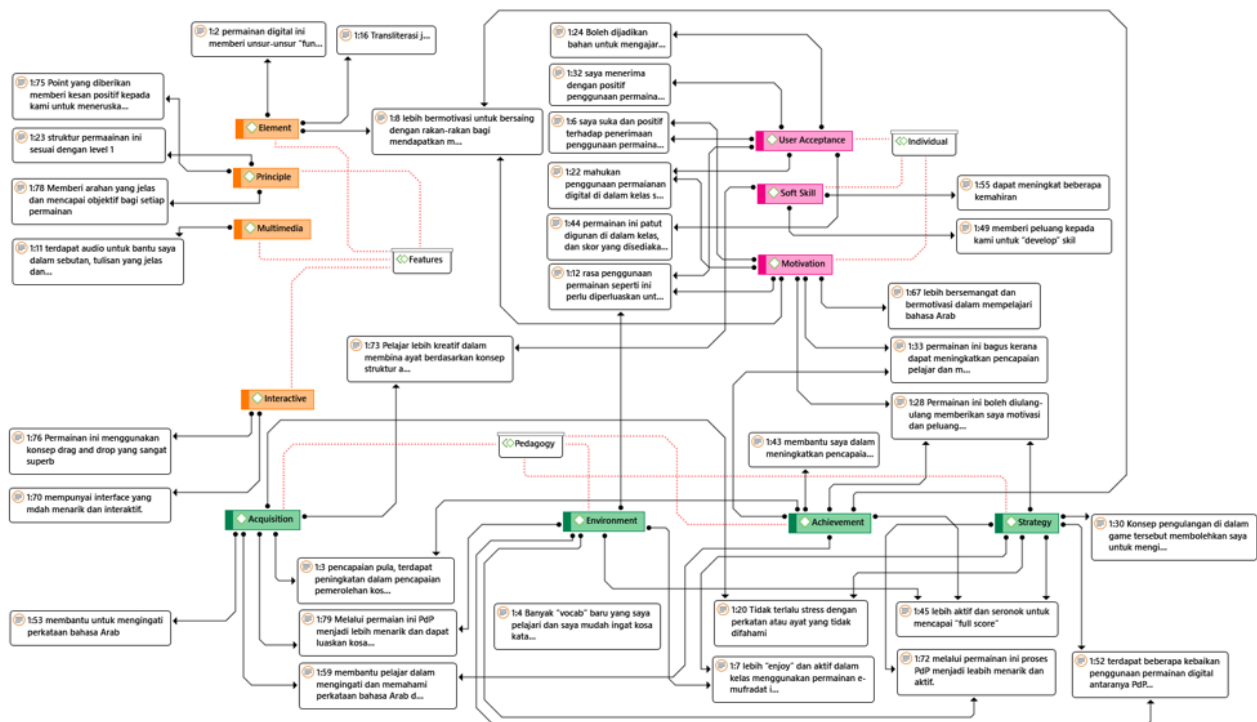 1:2 permainan digital ini
memberi unsur-unsur "fun...
1:16 Transliterasi j...
1:24 Boleh dijadikan
bahan untuk mengajar...
1:75 Point yang diberikan
memberi kesan positif kepada
kami untuk meneruska...
1:32 saya menerima
dengan positif
penggunaan permaina...
Element
1:8 lebih bermotivasi untuk bersaing
dengan rakan-rakan bagi
mendapatkan m...
1:6 saya suka dan positif
terhadap penerimaan
penggunaan permaina...
User Acceptance
Individual
1:23 struktur permaainan ini
sesuai dengan level 1
Principle
1:22 mahukan
penggunaan permaianan
digital di dalam kelas s...
Soft Skill
1:55 dapat meningkat beberapa
kemahiran
1:78 Memberi arahan yang jelas
dan mencapai objektif bagi setiap
permainan
Multimedia
1:44 permainan ini patut
digunan di dalam kelas,
dan skor yang disediaka...
1:49 memberi peluang kepada
kami untuk "develop" skil
1:11 terdapat audio untuk bantu saya
dalam sebutan, tulisan yang jelas
dan...
Features
1:12 rasa penggunaan
permainan seperti ini
perlu diperluaskan unt...
Motivation
1:67 lebih bersemangat dan
bermotivasi dalam mempelajari
bahasa Arab
1:73 Pelajar lebih kreatif dalam
membina ayat berdasarkan konsep
struktur a...
1:33 permainan ini bagus kerana
dapat meningkatkan pencapaian
pelajar dan m...
Interactive
1:28 Permainan ini boleh diulang-
ulang memberikan saya motivasi
dan peluang...
1:76 Permainan ini menggunakan
konsep drag and drop yang sangat
superb
Pedagogy
1:43 membantu saya dalam
meningkatkan pencapaia...
1:70 mempunyai interface yang
mdah menarik dan interaktif.
Acquisition
Environment
Achievement
Strategy
1:30 Konsep pengulangan di dalam
game tersebut membolehkan saya
untuk mengi...
1:3 pencapaian pula, terdapat
peningkatan dalam pencapaian
pemerolehan kos...
1:53 membantu untuk mengingati
perkataan bahasa Arab
1:79 Melalui permaian ini PdP
menjadi lebih menarik dan dapat
luaskan kosa...
1:4 Banyak "vocab" baru yang saya
pelajari dan saya mudah ingat kosa
kata...
1:20 Tidak terlalu stress dengan
perkatan atau ayat yang tidak
difahami
1:45 lebih aktif dan seronok untuk
mencapai "full score"
1:59 membantu pelajar dalam
mengingati dan memahami
perkataan bahasa Arab d...
1:7 lebih "enjoy" dan aktif dalam
kelas menggunakan permainan e-
mufradat i...
1:72 melalui permainan ini proses
PdP menjadi leabih menarik dan
aktif.
1:52 terdapat beberapa kebaikan
penggunaan permainan digital
antaranya PdP...